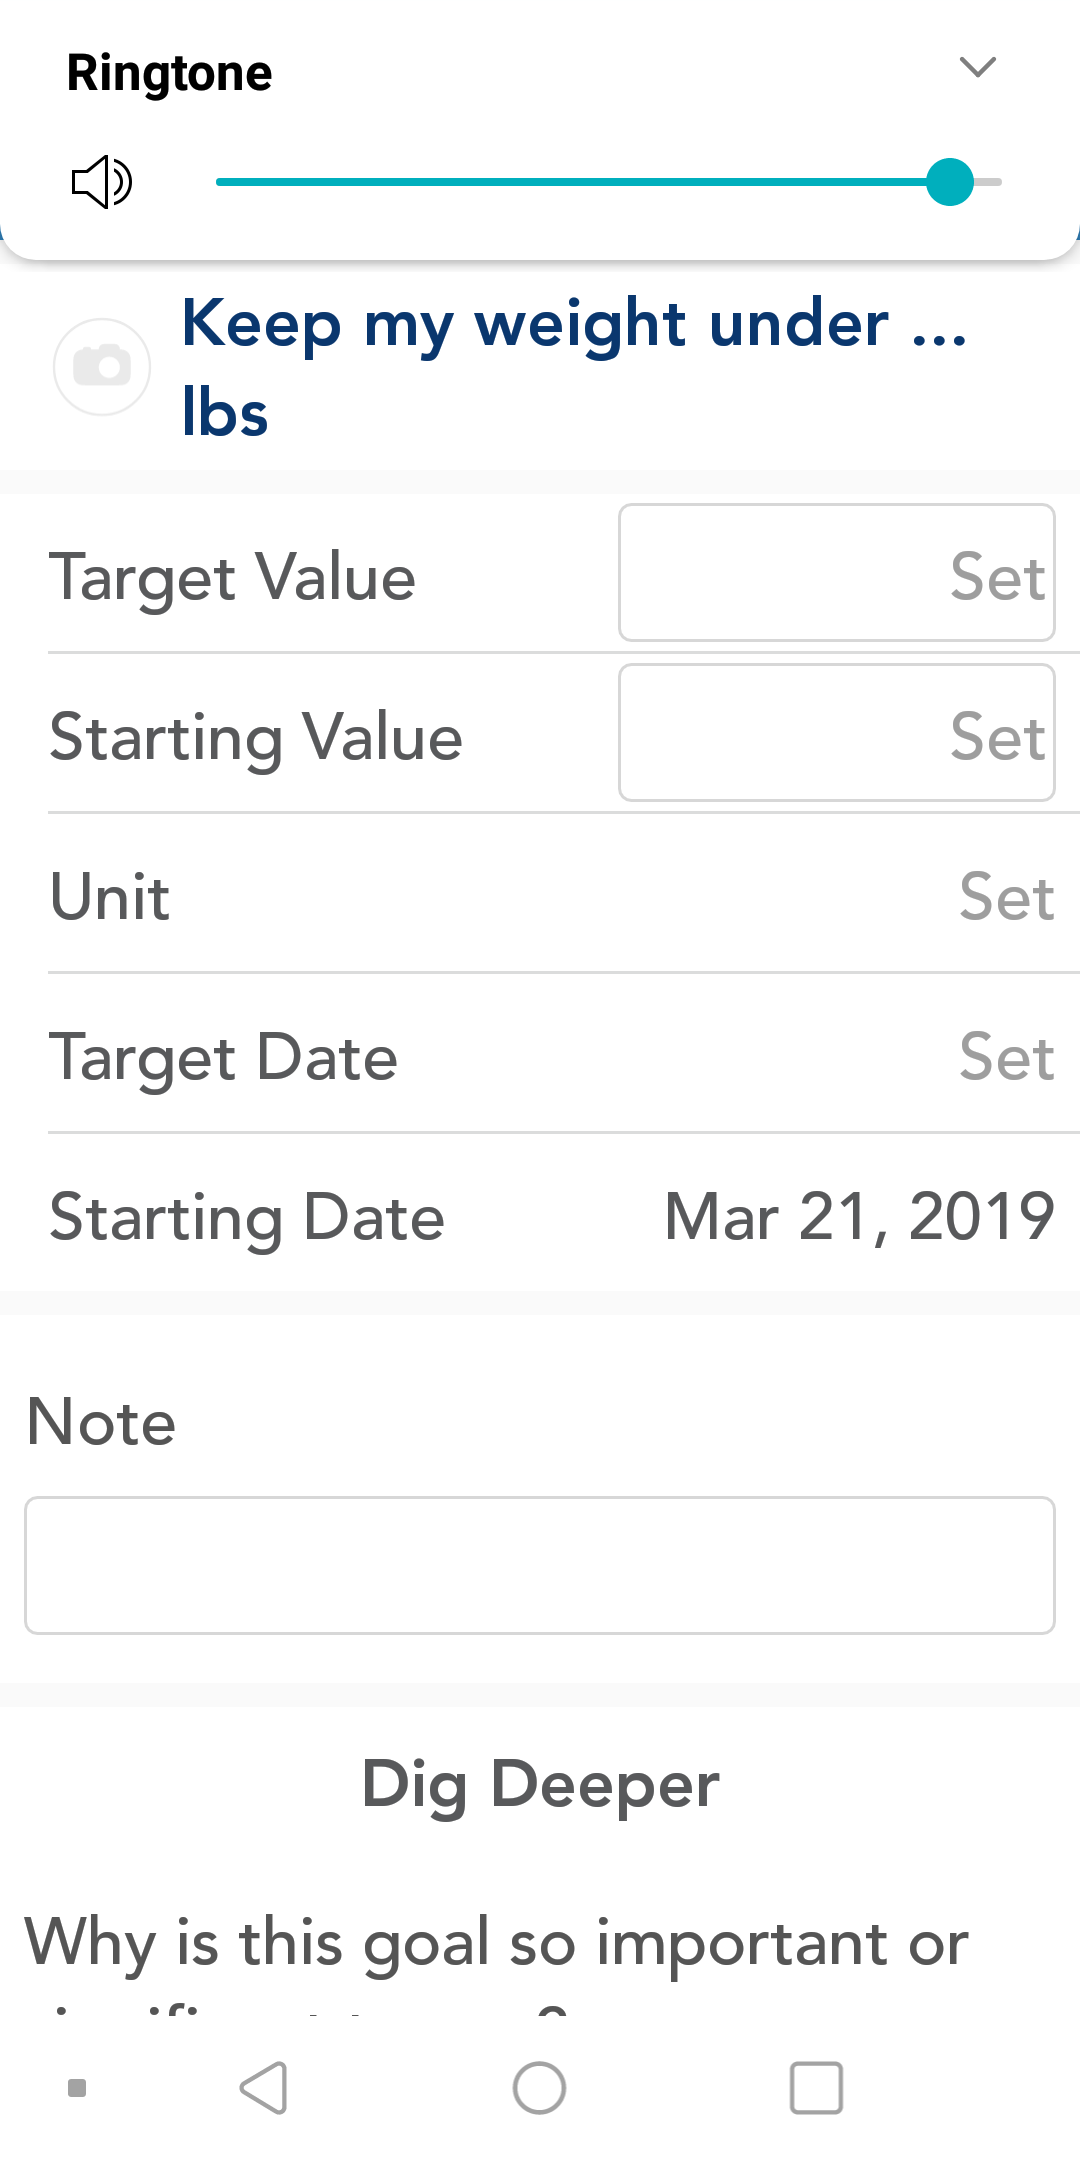 Ringtone
Keep my weight under ...
lbs
Target Value Set
Starting Value Set
Unit Set
Target Date Set
Starting Date Mar 21, 2019
Note
Dig Deeper
Why is this goal so important or